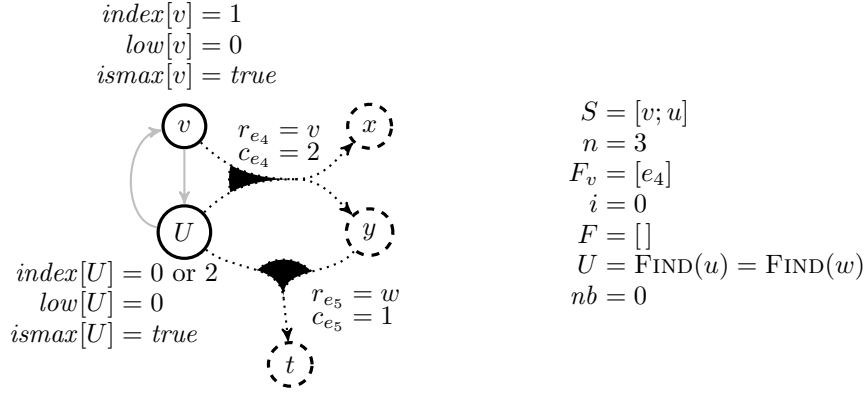 index[v] = 1
low[v] = 0
ismax[v] = true
v
r_{e_4} = v
c_{e_4} = 2
x
U
y
index[U] = 0 or 2
low[U] = 0
ismax[U] = true
r_{e_5} = w
c_{e_5} = 1
t
S = [v; u]
n = 3
F_v = [e_4]
i = 0
F = [ ]
U = FIND(u) = FIND(w)
nb = 0